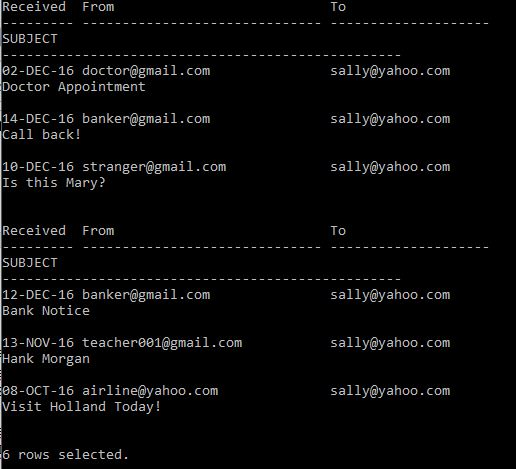 Received From To
--------- ------------------------------ --------------------
SUBJECT
--------------------------------------------------
02-DEC-16 doctor@gmail.com sally@yahoo.com
Doctor Appointment
14-DEC-16 banker@gmail.com sally@yahoo.com
Call back!
10-DEC-16 stranger@gmail.com sally@yahoo.com
Is this Mary?
Received From To
--------- ------------------------------ --------------------
SUBJECT
--------------------------------------------------
12-DEC-16 banker@gmail.com sally@yahoo.com
Bank Notice
13-NOV-16 teacher001@gmail.com sally@yahoo.com
Hank Morgan
08-OCT-16 airline@yahoo.com sally@yahoo.com
Visit Holland Today!
6 rows selected.